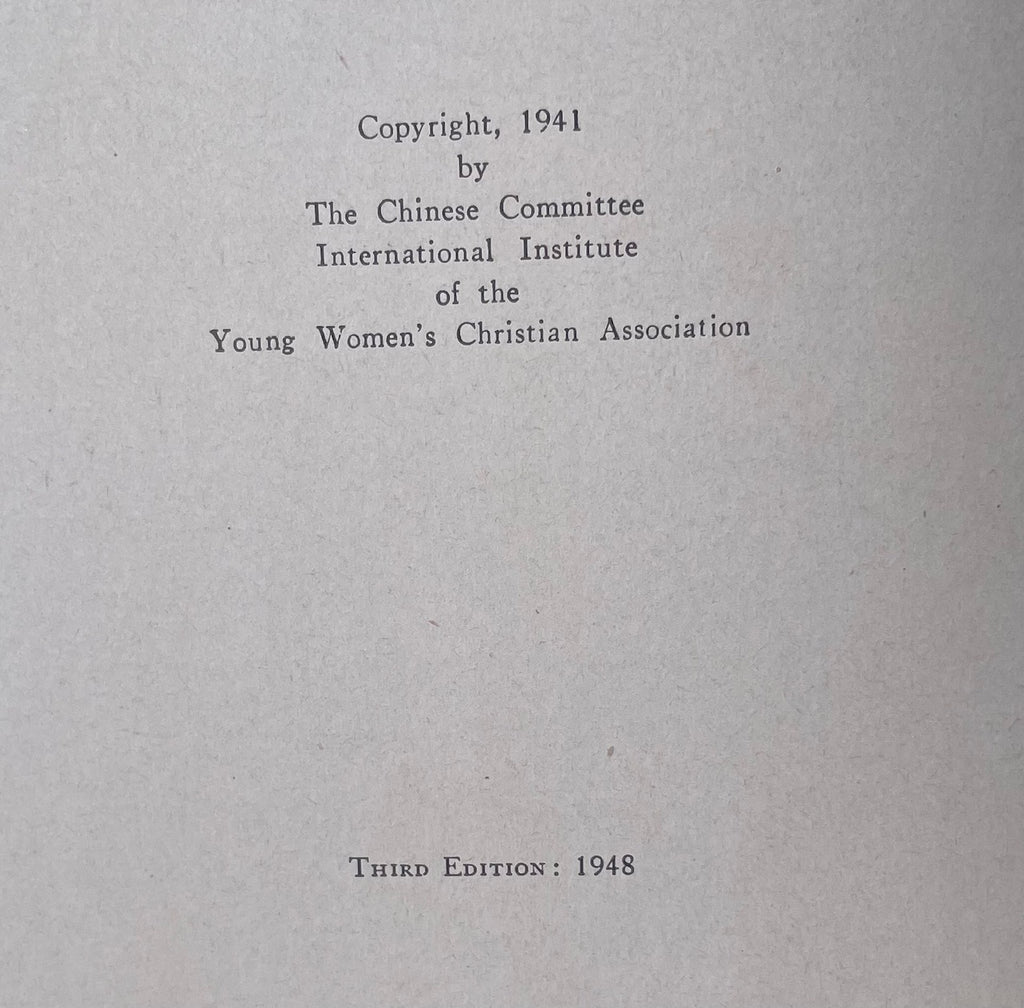 Copyright, 1941
by
The Chinese Committee
International Institute
of the
Young Women's Christian Association
THIRD EDITION: 1948